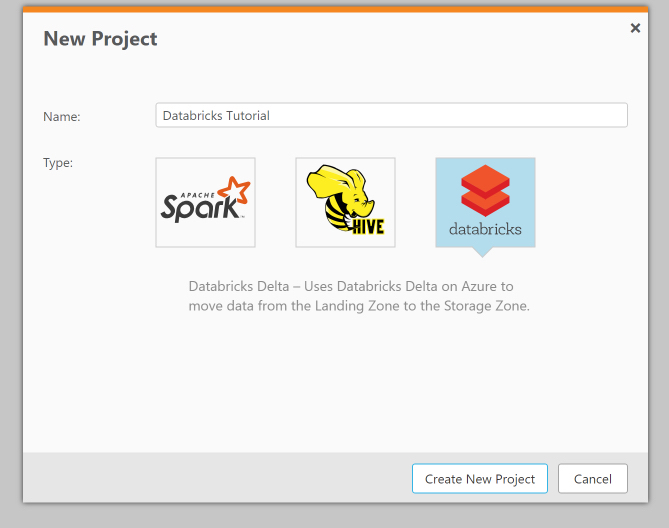 New Project
×
Name:
Databricks Tutorial
Type:
APACHE
Spark™
HIVE
databricks
Databricks Delta – Uses Databricks Delta on Azure to
move data from the Landing Zone to the Storage Zone.
Create New Project
Cancel